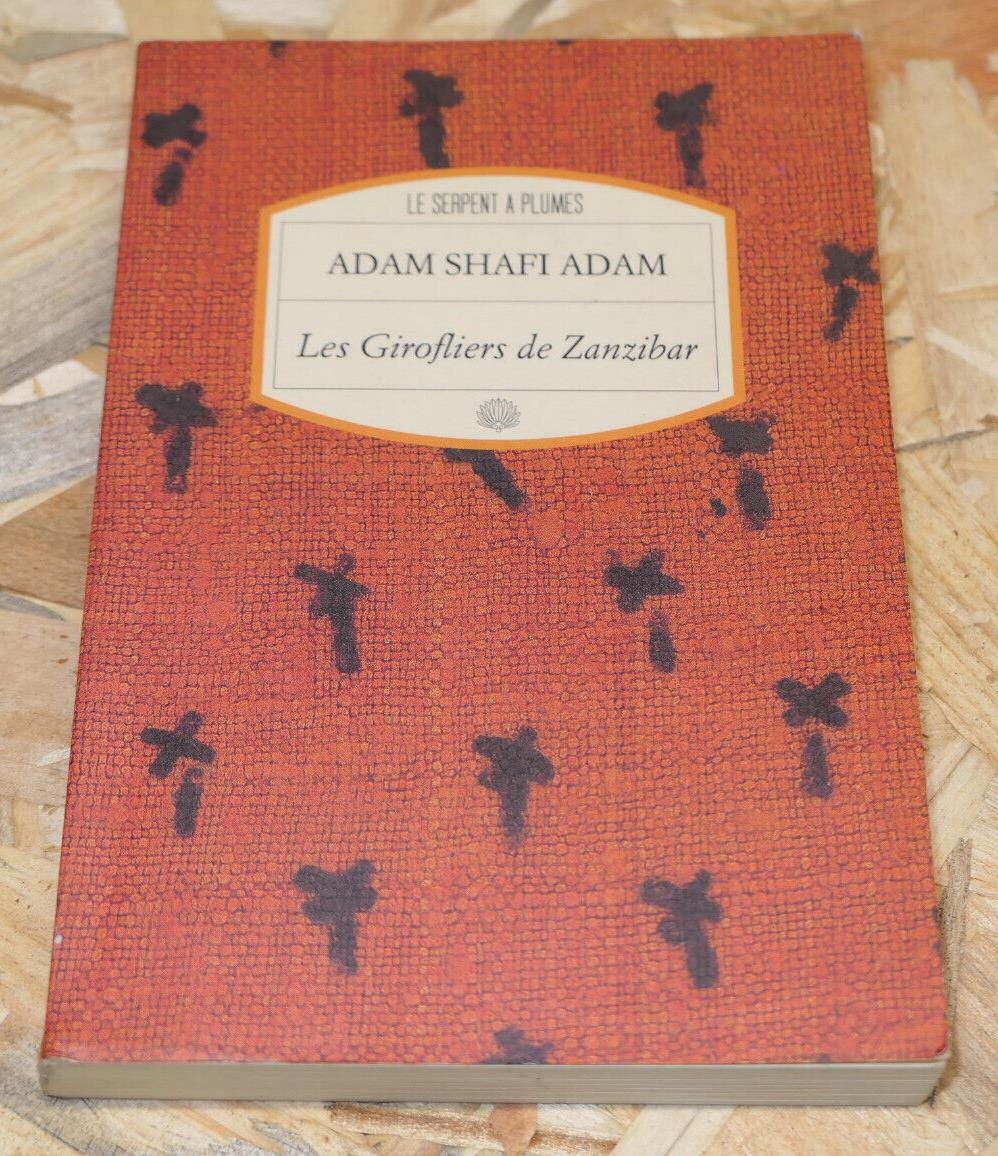 LE SERPENT A PLUMES
ADAM SHAFI ADAM
Les Girofliers de Zanzibar